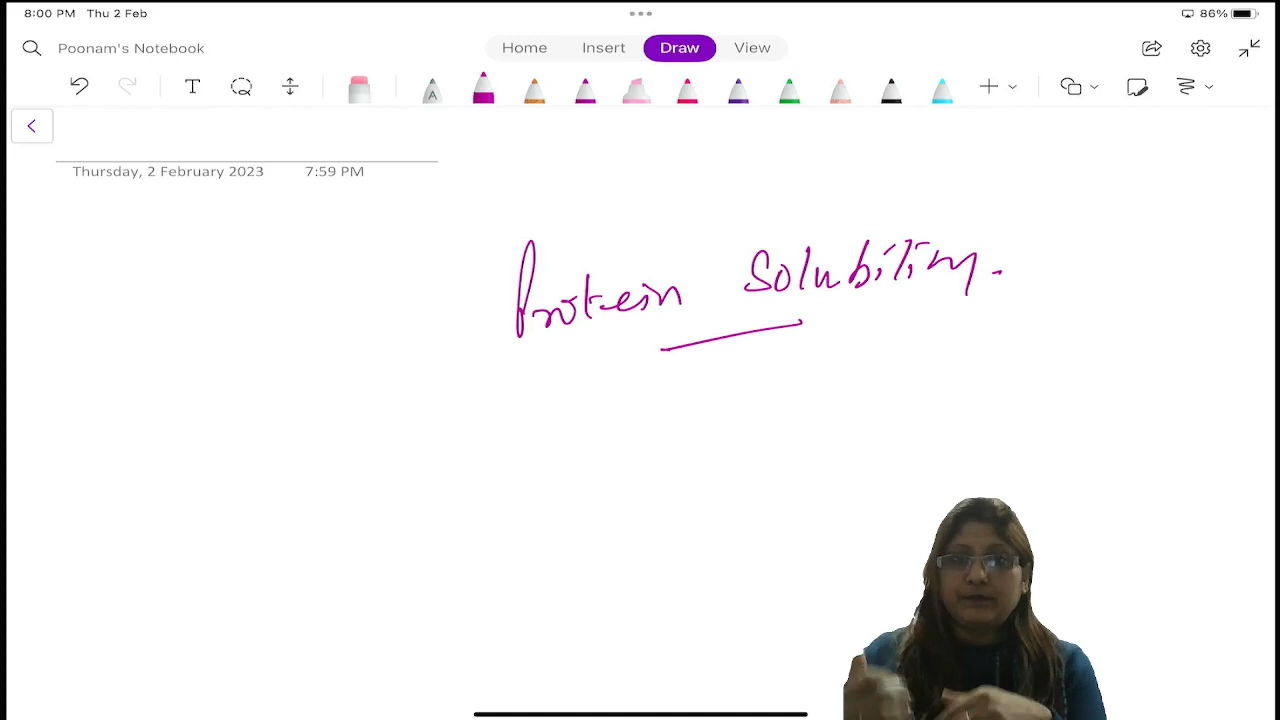 8:00 PM Thu 2 Feb
86%
Poonam's Notebook
Home Insert Draw View
T
A
Thursday, 2 February 2023 7:59 PM
Protein Solubility.